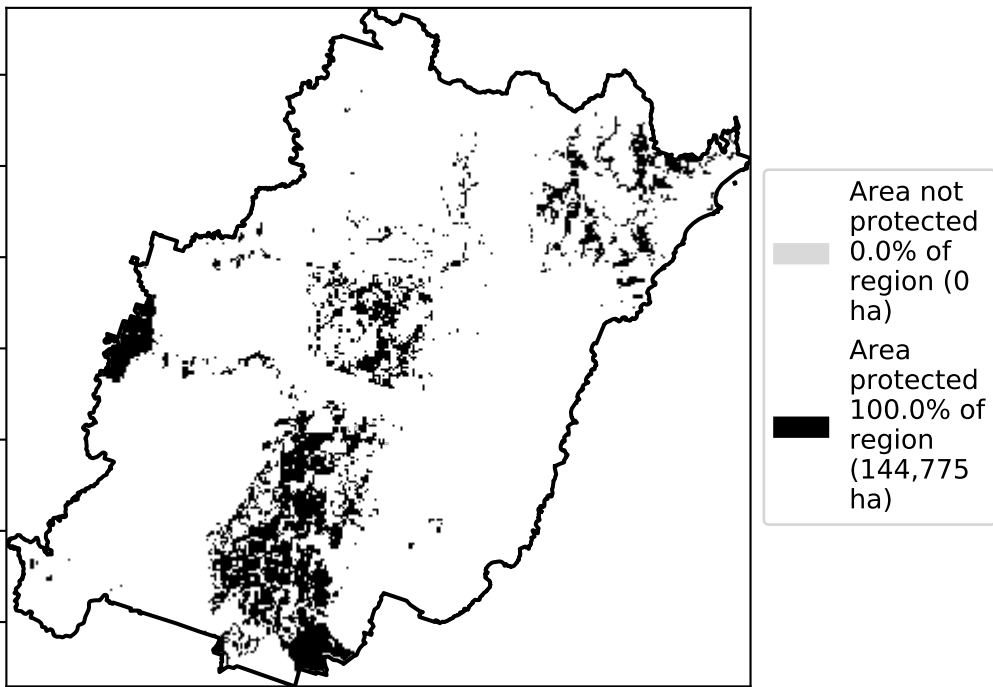 Area not
protected
0.0% of
region (0
ha)
Area
protected
100.0% of
region
(144,775
ha)